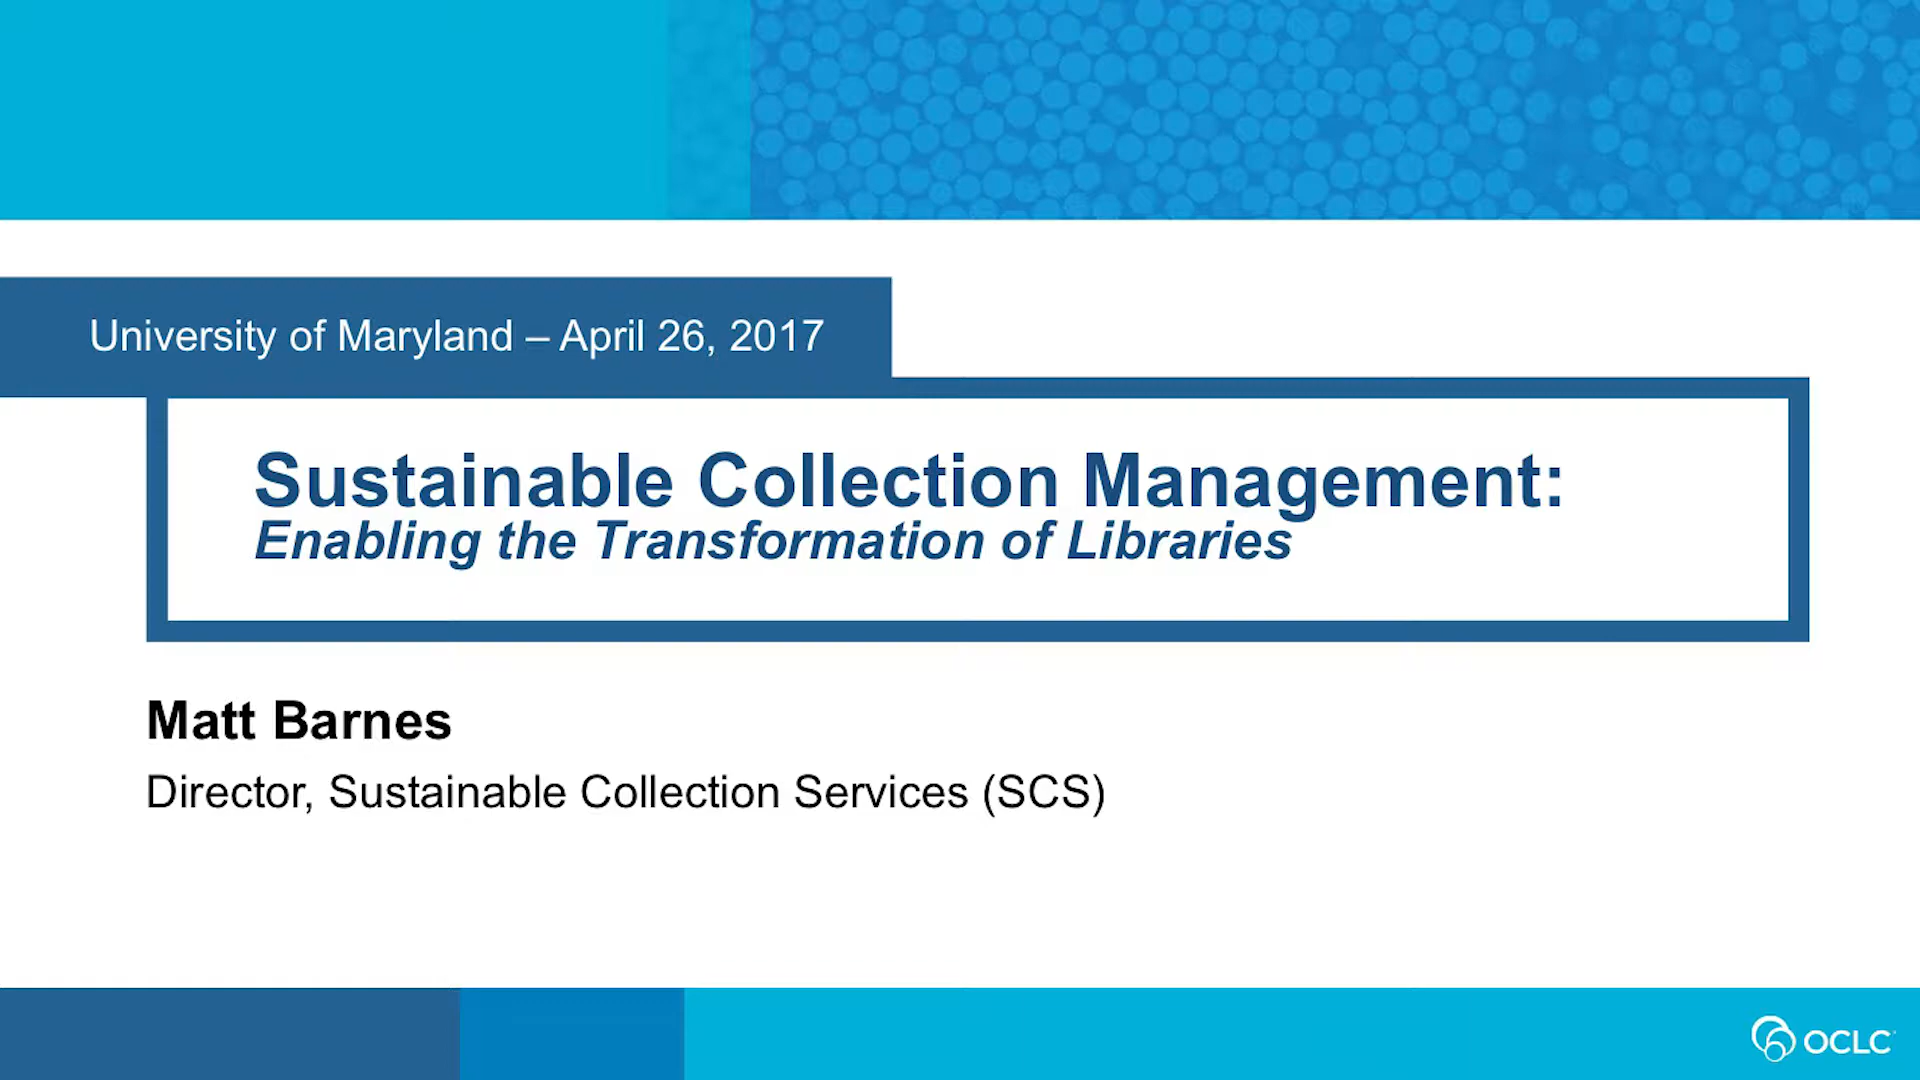 University of Maryland – April 26, 2017
Sustainable Collection Management:
Enabling the Transformation of Libraries
Matt Barnes
Director, Sustainable Collection Services (SCS)
OCLC